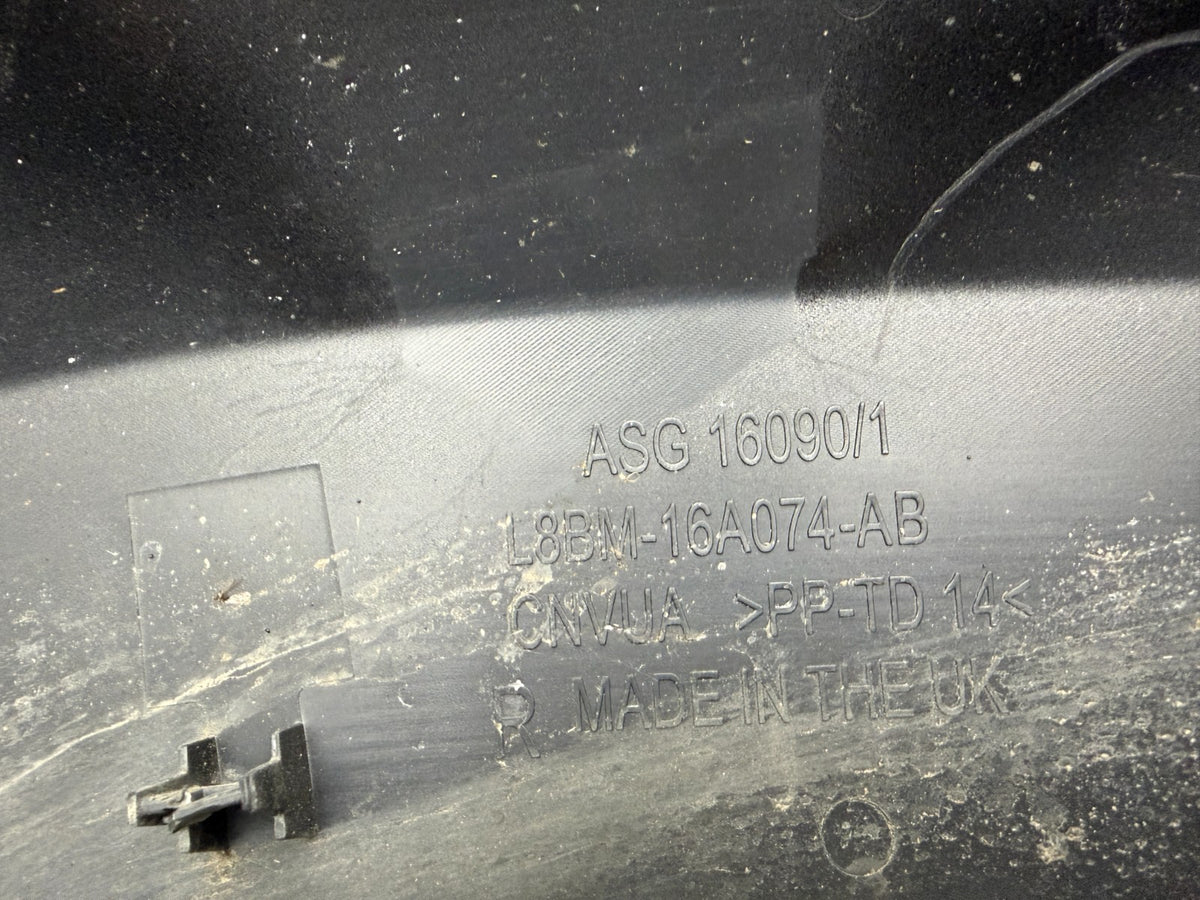 ASG 16090/1
L8BM-16A074-AB
CNVUA >PP-TD 14<
R MADE IN THE UK